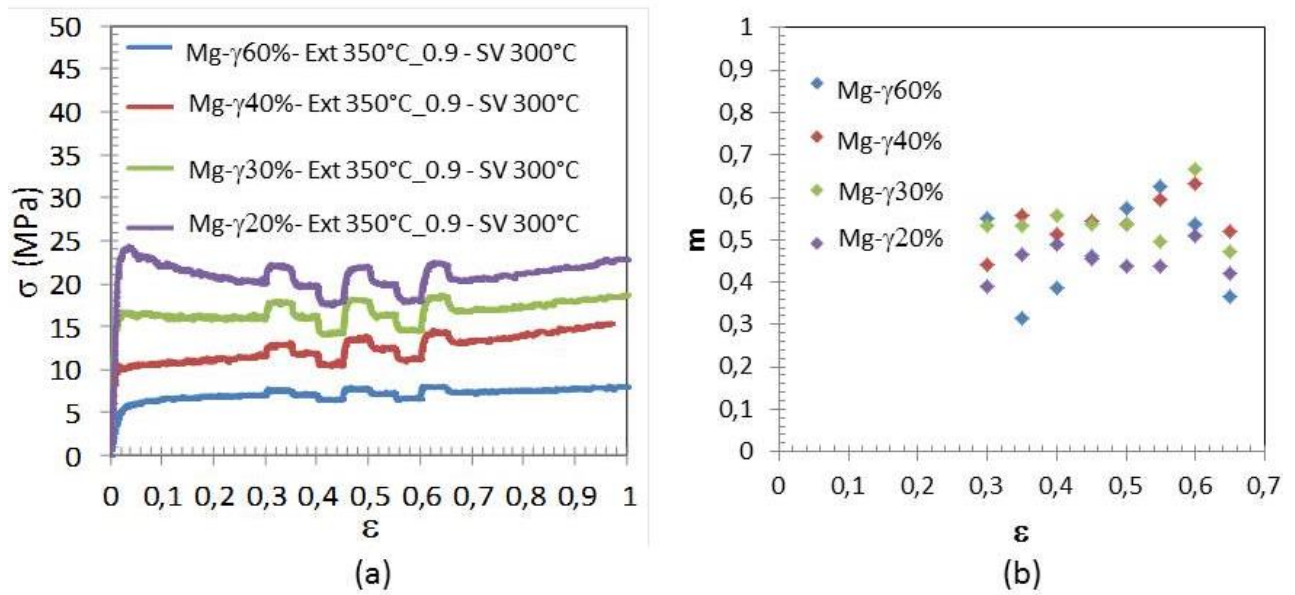 50
45
40
35
30
25
20
15
10
5
0
σ (MPa)
Mg-γ60%- Ext 350°C_0.9 - SV 300°C
Mg-γ40%- Ext 350°C_0.9 - SV 300°C
Mg-γ30%- Ext 350°C_0.9 - SV 300°C
Mg-γ20%- Ext 350°C_0.9 - SV 300°C
0 0,1 0,2 0,3 0,4 0,5 0,6 0,7 0,8 0,9 1
ε
(a)
1
0,9
0,8
0,7
0,6
0,5
0,4
0,3
0,2
0,1
0
m
Mg-γ60%
Mg-γ40%
Mg-γ30%
Mg-γ20%
0 0,1 0,2 0,3 0,4 0,5 0,6 0,7
ε
(b)